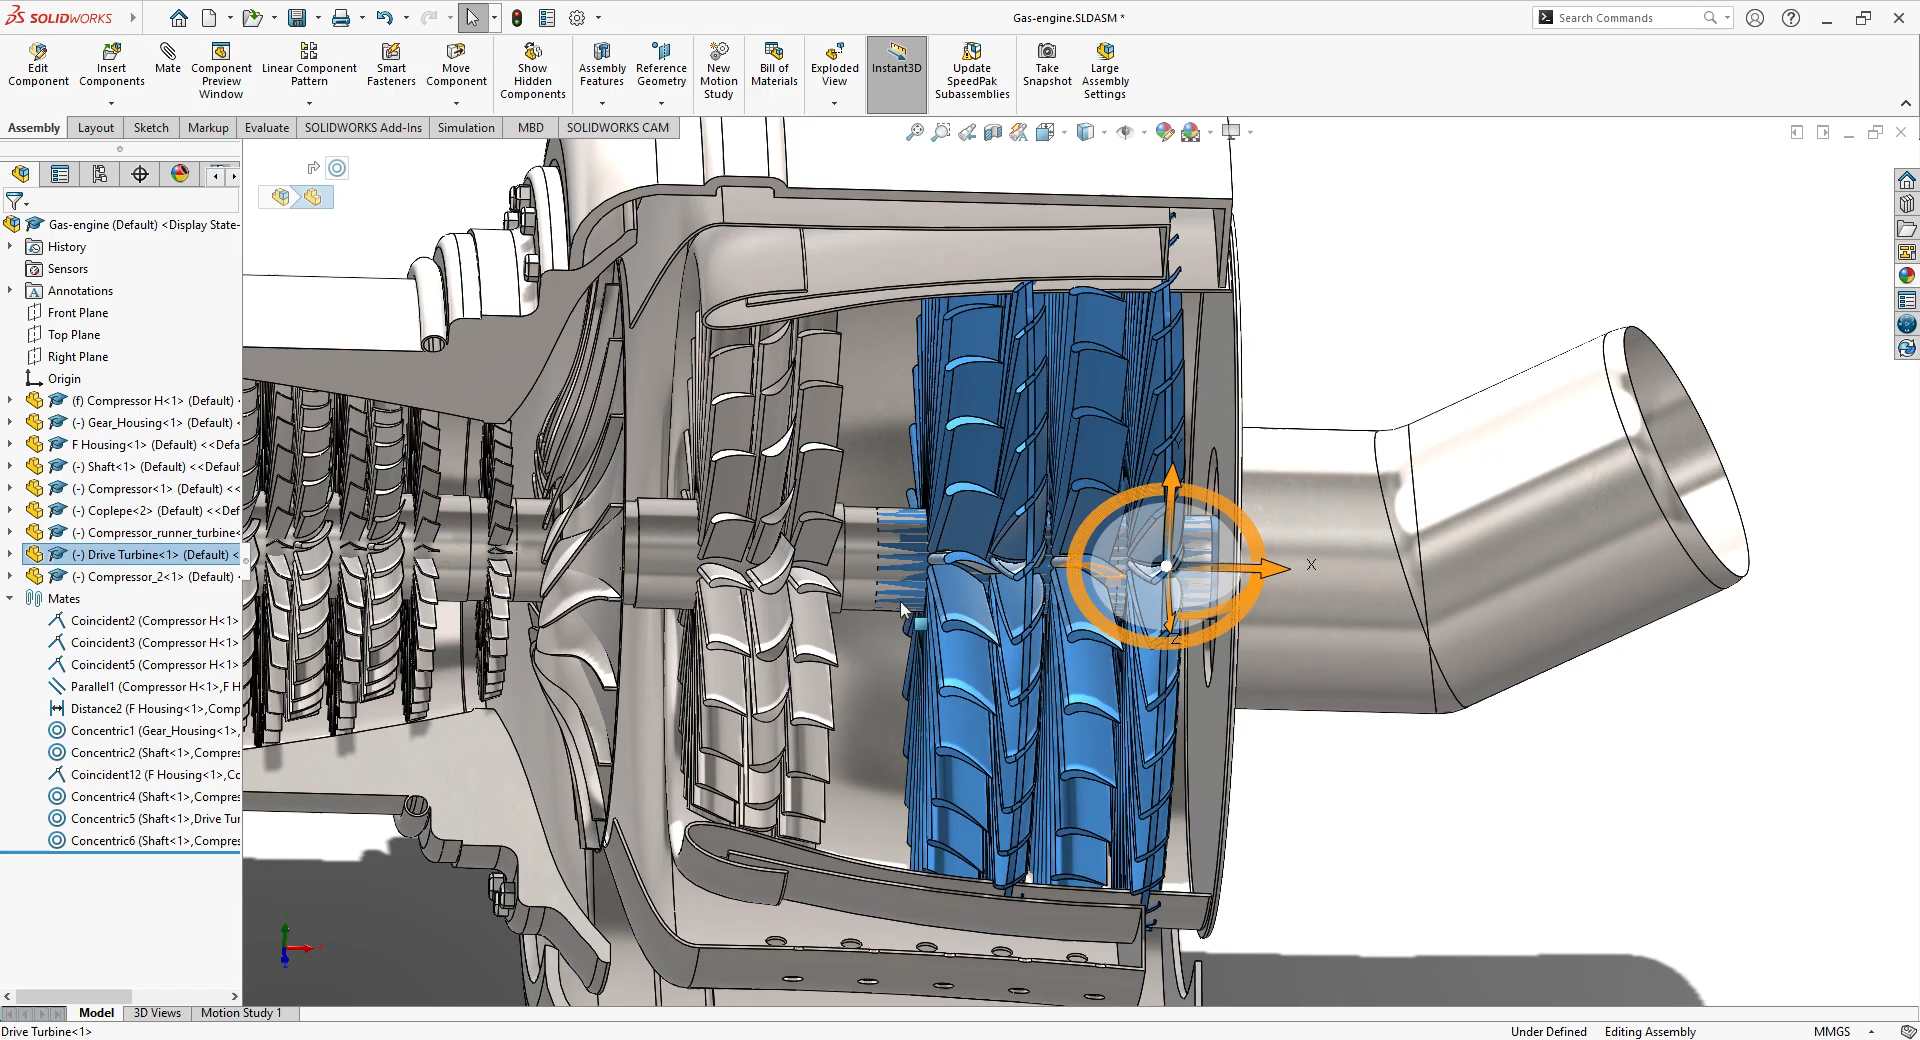 SOLIDWORKS
Gas-engine.SLDASM *
Search Commands
Edit
Component
Insert
Components
Mate
Component
Preview
Window
Linear Component
Pattern
Smart
Fasteners
Move
Component
Show
Hidden
Components
Assembly
Features
Reference
Geometry
New
Motion
Study
Bill of
Materials
Exploded
View
Instant3D
Update
SpeedPak
Subassemblies
Take
Snapshot
Large
Assembly
Settings
Assembly
Layout
Sketch
Markup
Evaluate
SOLIDWORKS Add-Ins
Simulation
MBD
SOLIDWORKS CAM
Gas-engine (Default) <Display State-
History
Sensors
Annotations
Front Plane
Top Plane
Right Plane
Origin
(f) Compressor H<1> (Default)
(-) Gear_Housing<1> (Default) <
F Housing<1> (Default) <<Defa
(-) Shaft<1> (Default) <<Defaul
(-) Compressor<1> (Default) <<
(-) Coplepe<2> (Default) <<Def
(-) Compressor_runner_turbine<
(-) Drive Turbine<1> (Default) <
(-) Compressor_2<1> (Default)
Mates
Coincident2 (Compressor H<1>
Coincident3 (Compressor H<1>
Coincident5 (Compressor H<1>
Parallel1 (Compressor H<1>,F H
Distance2 (F Housing<1>,Comp
Concentric1 (Gear_Housing<1>,
Concentric2 (Shaft<1>,Compres
Coincident12 (F Housing<1>,Cc
Concentric4 (Shaft<1>,Compres
Concentric5 (Shaft<1>,Drive Tur
Concentric6 (Shaft<1>,Compres
X
Z
Model
3D Views
Motion Study 1
Drive Turbine<1>
Under Defined
Editing Assembly
MMGS